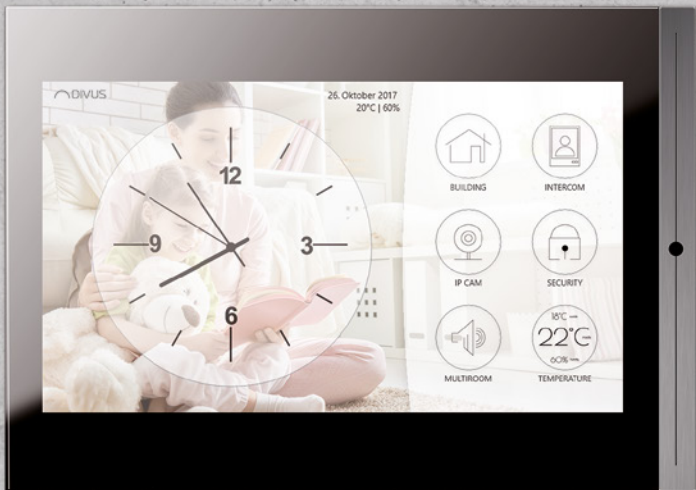 DIVUS
26. Oktober 2017
20°C | 60%
12
9
3
6
BUILDING
INTERCOM
IP CAM
SECURITY
MULTIROOM
18°C
22°C
60%
TEMPERATURE